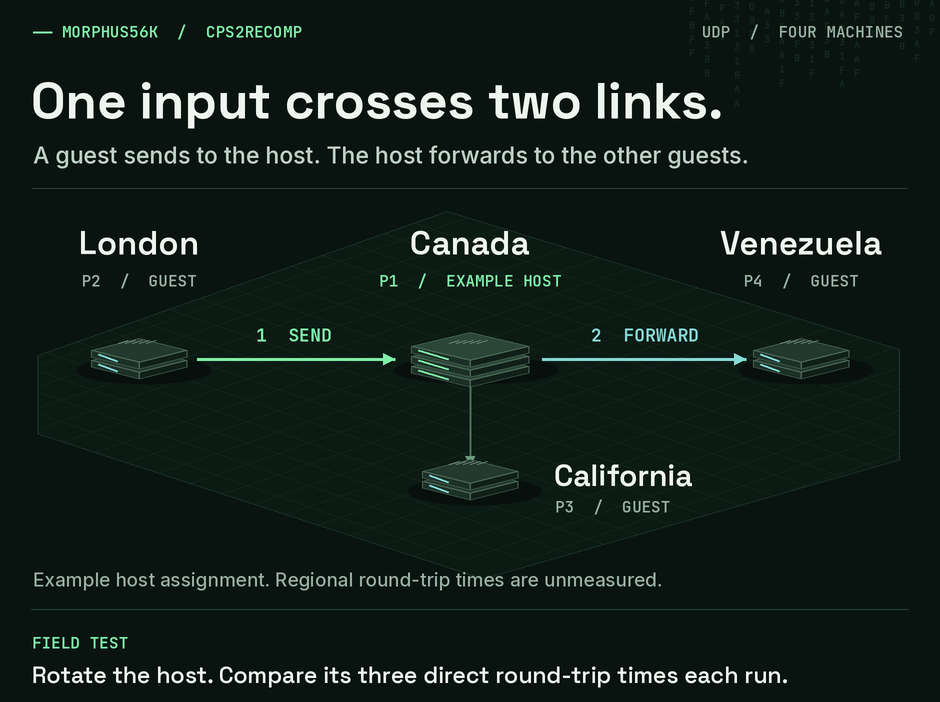 MORPHUS56K / CPS2RECOMP
UDP / FOUR MACHINES
One input crosses two links.
A guest sends to the host. The host forwards to the other guests.
London
P2 / GUEST
Canada
P1 / EXAMPLE HOST
Venezuela
P4 / GUEST
1 SEND
2 FORWARD
California
P3 / GUEST
Example host assignment. Regional round-trip times are unmeasured.
FIELD TEST
Rotate the host. Compare its three direct round-trip times each run.